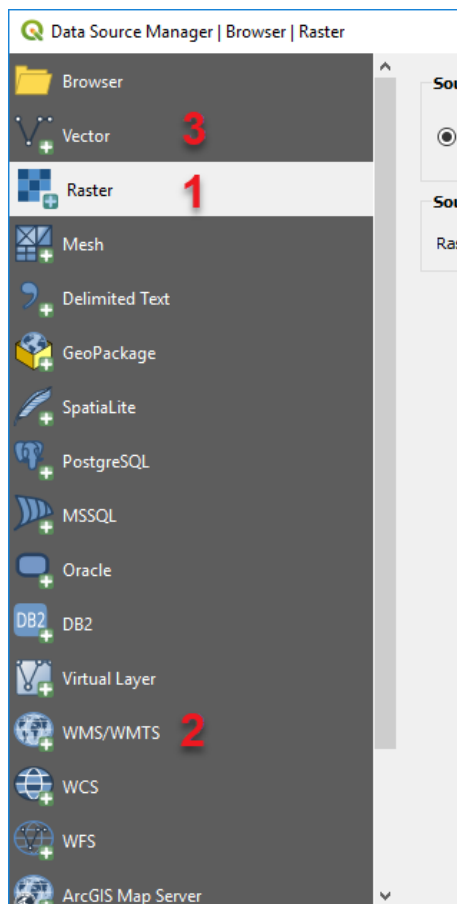 Data Source Manager | Browser | Raster
Browser
Vector 3
Raster 1
Mesh
Delimited Text
GeoPackage
SpatiaLite
PostgreSQL
MSSQL
Oracle
DB2 DB2
Virtual Layer
WMS/WMTS 2
WCS
WFS
ArcGIS Map Server
Sou
Sou
Ras